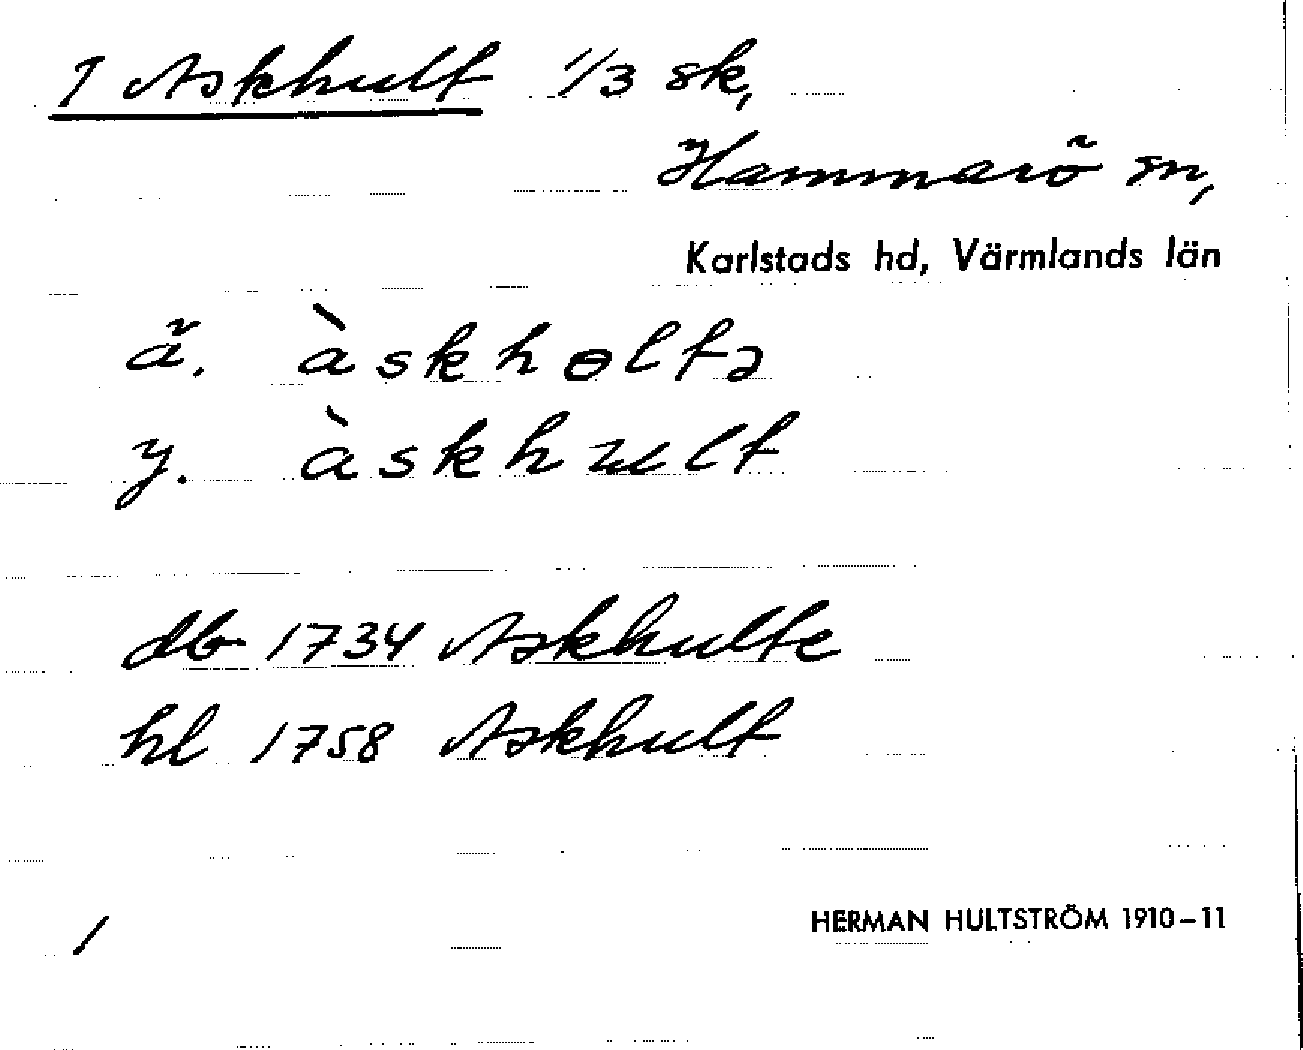 1 Askhult 1/3 sk,
Hammarö sn,
Karlstads hd, Värmlands län
ä. àskhɵltə
y. àskhult
db 1734 Askhulte
hl 1758 Askhult
/
HERMAN HULTSTRÖM 1910–11